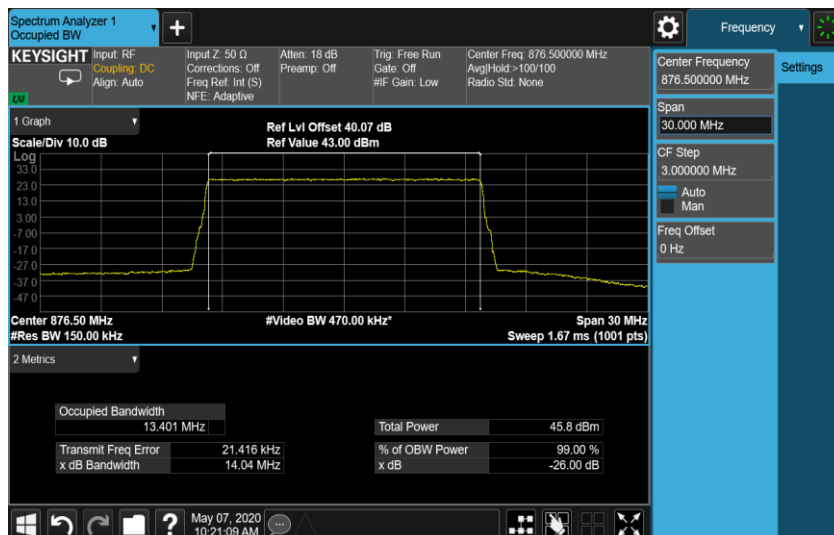 Spectrum Analyzer 1
Occupied BW
+
Frequency
KEYSIGHT
LXI
Input: RF
Coupling: DC
Align: Auto
Input Z: 50 Ω
Corrections: Off
Freq Ref: Int (S)
NFE: Adaptive
Atten: 18 dB
Preamp: Off
Trig: Free Run
Gate: Off
#IF Gain: Low
Center Freq: 876.500000 MHz
Avg|Hold:>100/100
Radio Std: None
Center Frequency
876.500000 MHz
Settings
Span
30.000 MHz
CF Step
3.000000 MHz
Auto
Man
Freq Offset
0 Hz
1 Graph
Scale/Div 10.0 dB
Ref Lvl Offset 40.07 dB
Ref Value 43.00 dBm
Log
33.0
23.0
13.0
3.00
-7.00
-17.0
-27.0
-37.0
-47.0
Center 876.50 MHz
#Video BW 470.00 kHz*
Span 30 MHz
#Res BW 150.00 kHz
Sweep 1.67 ms (1001 pts)
2 Metrics
Occupied Bandwidth
13.401 MHz
Total Power 45.8 dBm
Transmit Freq Error 21.416 kHz
% of OBW Power 99.00 %
x dB Bandwidth 14.04 MHz
x dB -26.00 dB
?
May 07, 2020
10:21:09 AM